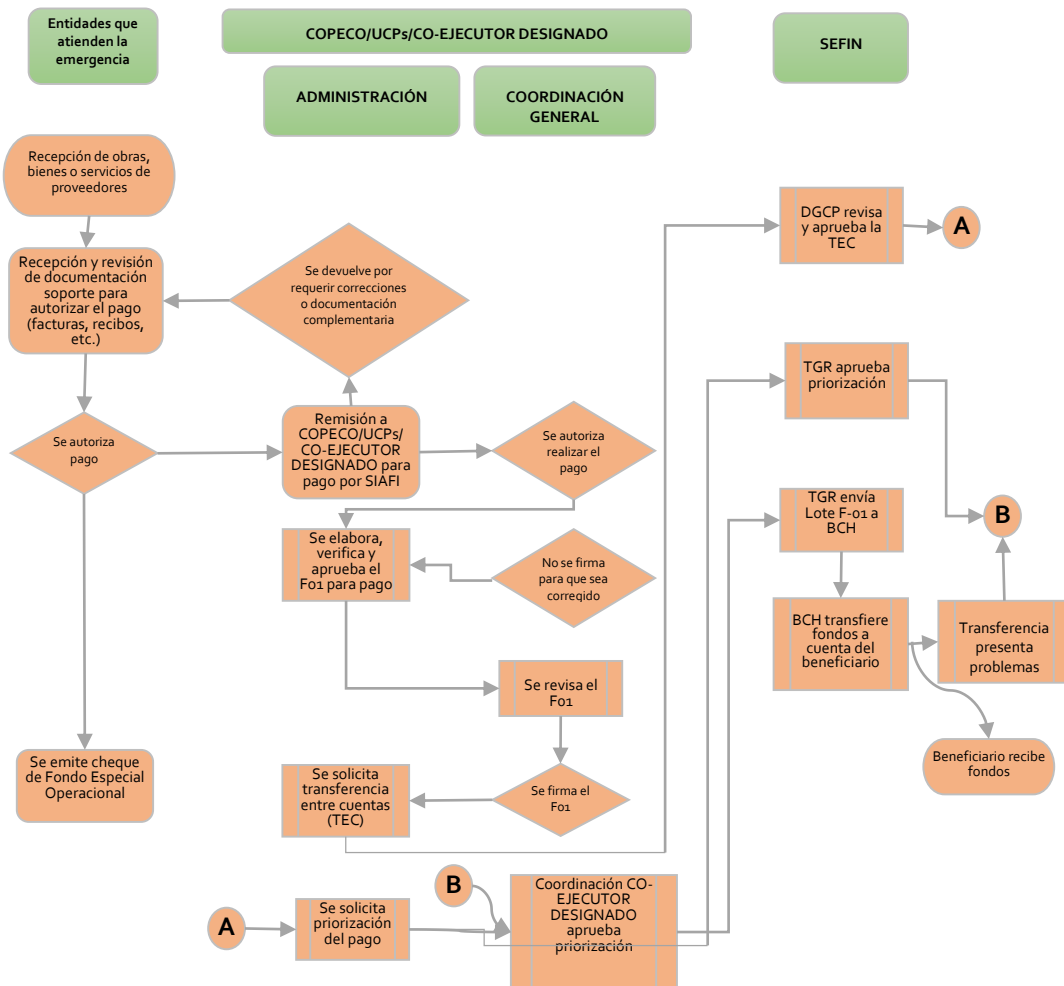 Entidades que
atienden la
emergencia
COPECO/UCPs/CO-EJECUTOR DESIGNADO
SEFIN
ADMINISTRACIÓN
COORDINACIÓN
GENERAL
Recepción de obras,
bienes o servicios de
proveedores
Recepción y revisión
de documentación
soporte para
autorizar el pago
(facturas, recibos,
etc.)
Se devuelve por
requerir correcciones
o documentación
complementaria
DGCP revisa
y aprueba la
TEC
A
TGR aprueba
priorización
Se autoriza
pago
Remisión a
COPECO/UCPs/
CO-EJECUTOR
DESIGNADO para
pago por SIAFI
Se autoriza
realizar el
pago
TGR envía
Lote F-01 a
BCH
B
Se elabora,
verifica y
aprueba el
F01 para pago
No se firma
para que sea
corregido
BCH transfiere
fondos a
cuenta del
beneficiario
Transferencia
presenta
problemas
Se revisa el
F01
Beneficiario recibe
fondos
Se emite cheque
de Fondo Especial
Operacional
Se solicita
transferencia
entre cuentas
(TEC)
Se firma el
F01
B
Coordinación CO-
EJECUTOR
DESIGNADO
aprueba
priorización
A
Se solicita
priorización
del pago